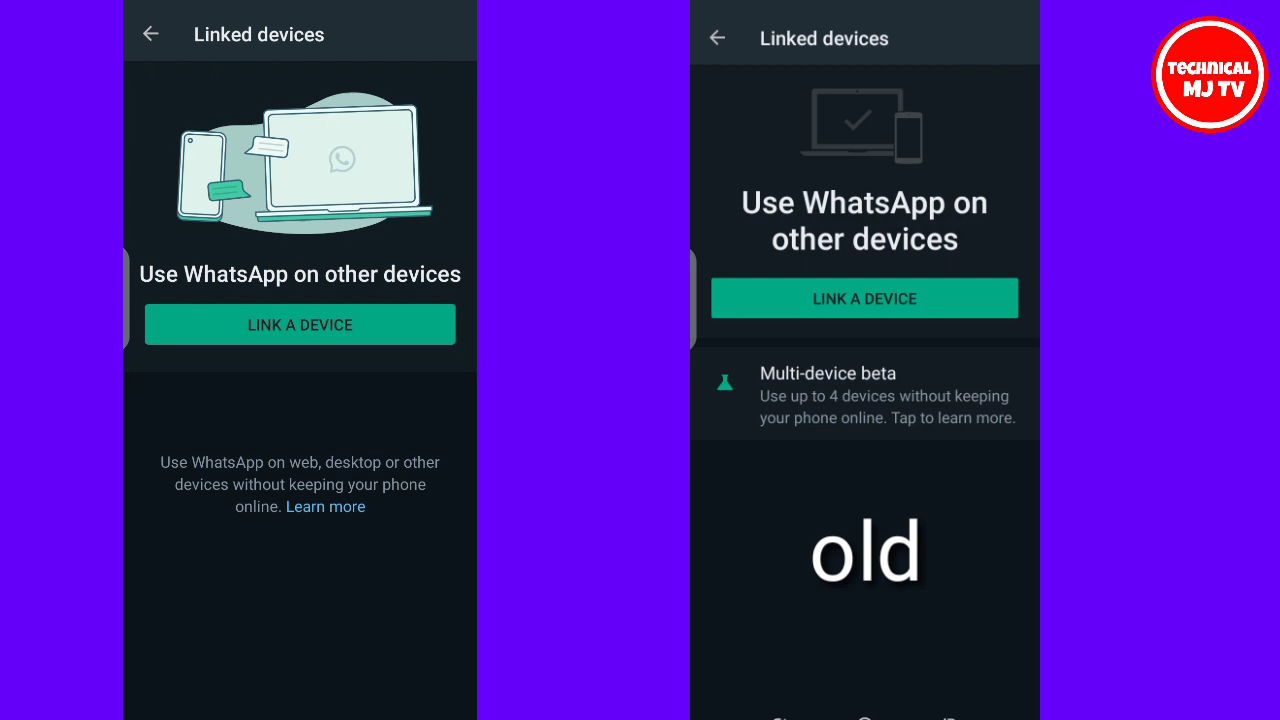 Linked devices
Use WhatsApp on other devices
LINK A DEVICE
Use WhatsApp on web, desktop or other
devices without keeping your phone
online. Learn more
Linked devices
Use WhatsApp on
other devices
LINK A DEVICE
Multi-device beta
Use up to 4 devices without keeping
your phone online. Tap to learn more.
old
TECHNICAL
MJ TV